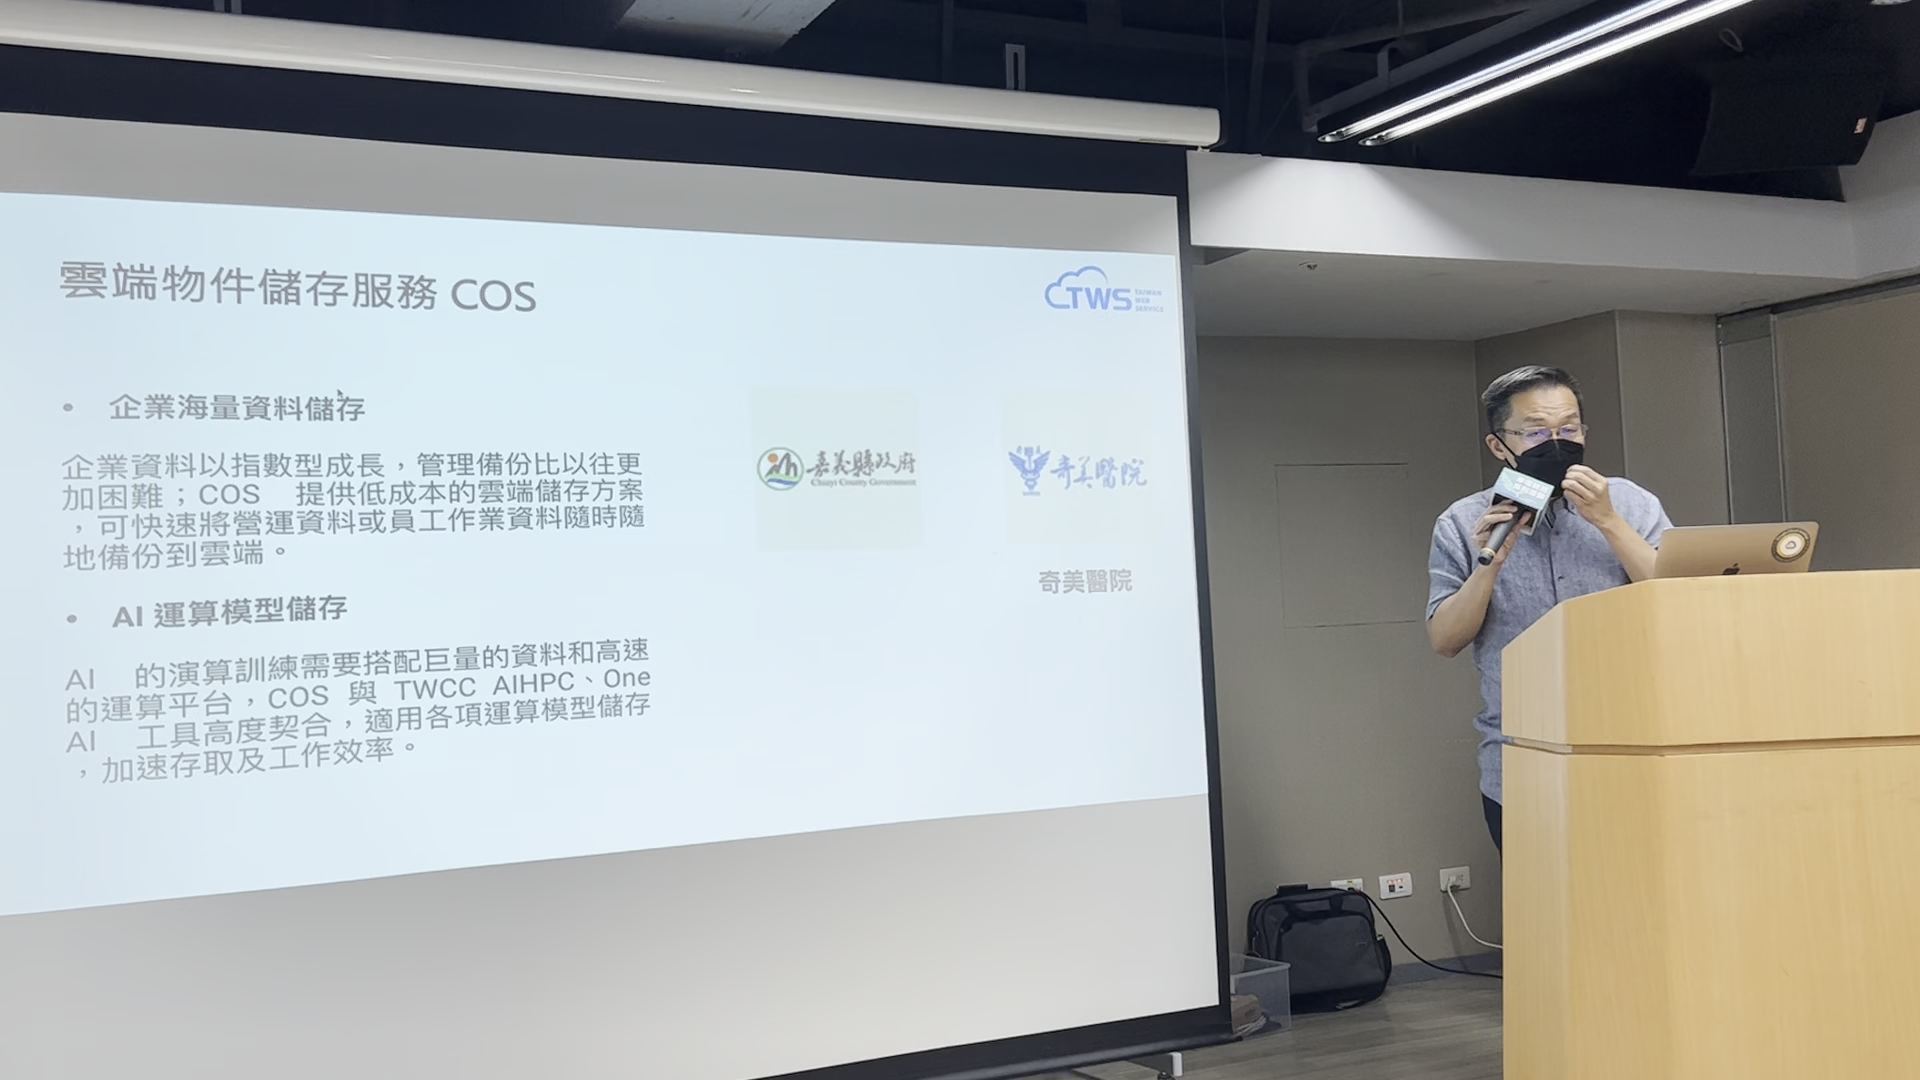 雲端物件儲存服務 COS
TWS TAIWAN
WEB
SERVICE
• 企業海量資料儲存
企業資料以指數型成長，管理備份比以往更
加困難；COS 提供低成本的雲端儲存方案
，可快速將營運資料或員工作業資料隨時隨
地備份到雲端。
嘉義縣政府
Chiayi County Government
奇美醫院
奇美醫院
• AI 運算模型儲存
AI 的演算訓練需要搭配巨量的資料和高速
的運算平台，COS 與 TWCC AIHPC、One
AI 工具高度契合，適用各項運算模型儲存
，加速存取及工作效率。